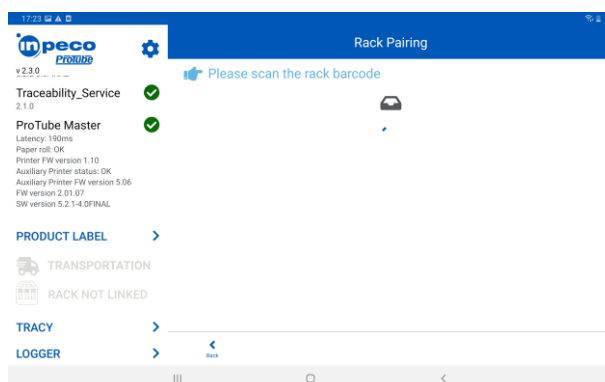 17:23
inpeco
ProTube
v 2.3.0
Traceability_Service
2.1.0
ProTube Master
Latency: 190ms
Paper roll: OK
Printer FW version 1.10
Auxiliary Printer status: OK
Auxiliary Printer FW version 5.06
FW version 2.01.07
SW version 5.2.1-4.0FINAL
PRODUCT LABEL
TRANSPORTATION
RACK NOT LINKED
TRACY
LOGGER
Rack Pairing
Please scan the rack barcode
Back